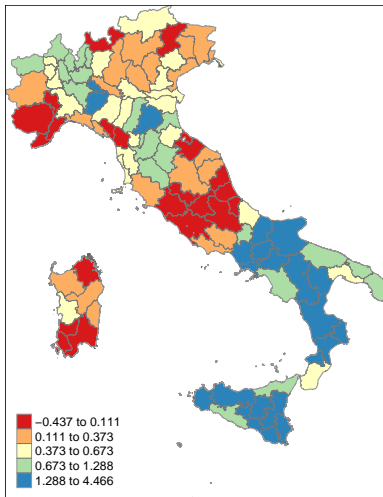 −0.437 to 0.111
0.111 to 0.373
0.373 to 0.673
0.673 to 1.288
1.288 to 4.466